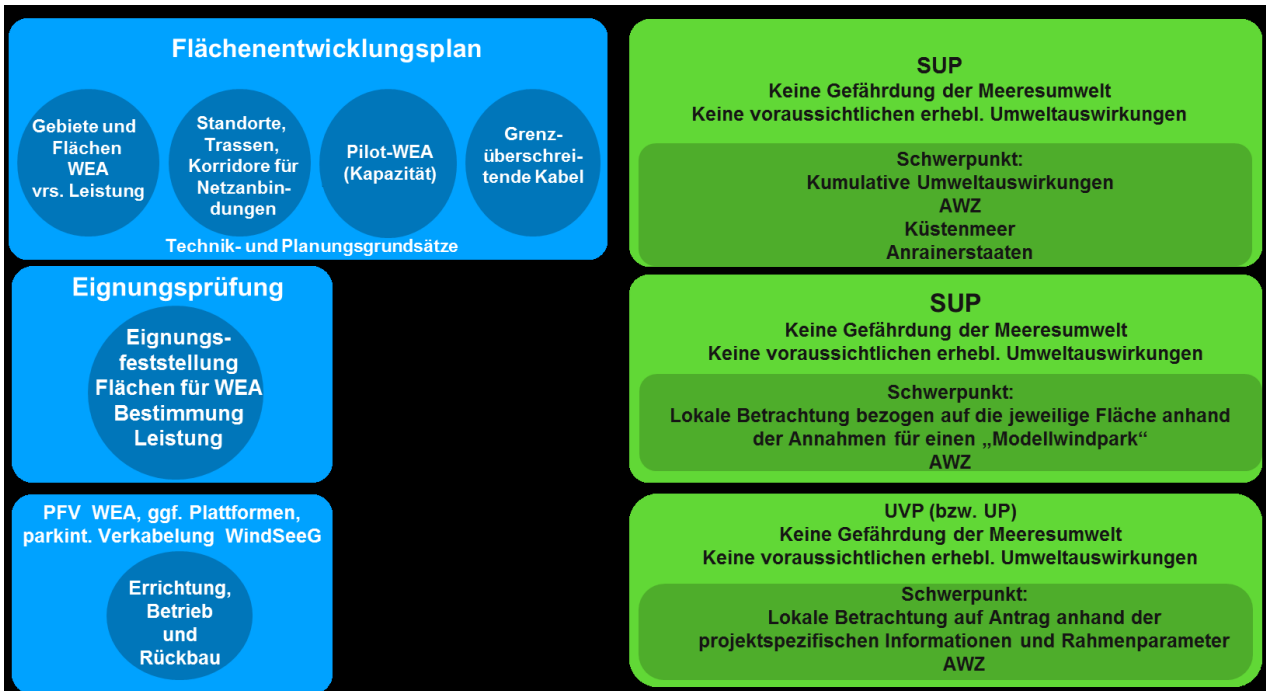 Flächenentwicklungsplan
Gebiete und
Flächen
WEA
vrs. Leistung
Standorte,
Trassen,
Korridore für
Netzanbin-
dungen
Pilot-WEA
(Kapazität)
Grenz-
überschrei-
tende Kabel
Technik- und Planungsgrundsätze
SUP
Keine Gefährdung der Meeresumwelt
Keine voraussichtlichen erhebl. Umweltauswirkungen
Schwerpunkt:
Kumulative Umweltauswirkungen
AWZ
Küstenmeer
Anrainerstaaten
Eignungsprüfung
Eignungs-
feststellung
Flächen für WEA
Bestimmung
Leistung
SUP
Keine Gefährdung der Meeresumwelt
Keine voraussichtlichen erhebl. Umweltauswirkungen
Schwerpunkt:
Lokale Betrachtung bezogen auf die jeweilige Fläche anhand
der Annahmen für einen „Modellwindpark“
AWZ
PFV WEA, ggf. Plattformen,
parkint. Verkabelung WindSeeG
Errichtung,
Betrieb
und
Rückbau
UVP (bzw. UP)
Keine Gefährdung der Meeresumwelt
Keine voraussichtlichen erhebl. Umweltauswirkungen
Schwerpunkt:
Lokale Betrachtung auf Antrag anhand der
projektspezifischen Informationen und Rahmenparameter
AWZ